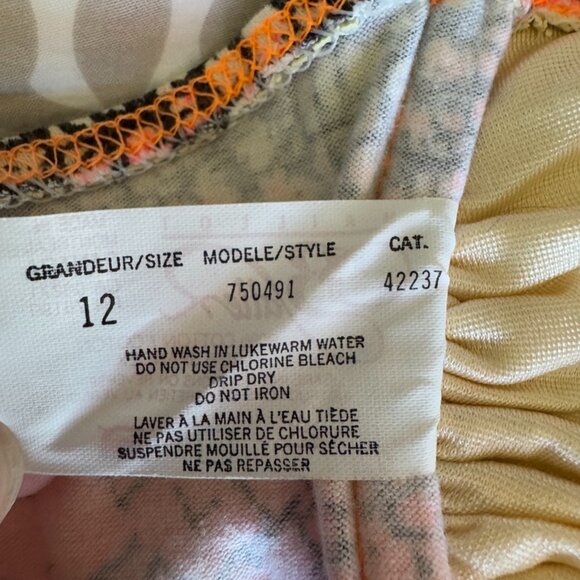 GRANDEUR/SIZE MODELE/STYLE CAT.
12 750491 42237
HAND WASH IN LUKEWARM WATER
DO NOT USE CHLORINE BLEACH
DRIP DRY
DO NOT IRON
LAVER À LA MAIN À L'EAU TIÈDE
NE PAS UTILISER DE CHLORURE
SUSPENDRE MOUILLÉ POUR SÉCHER
NE PAS REPASSER